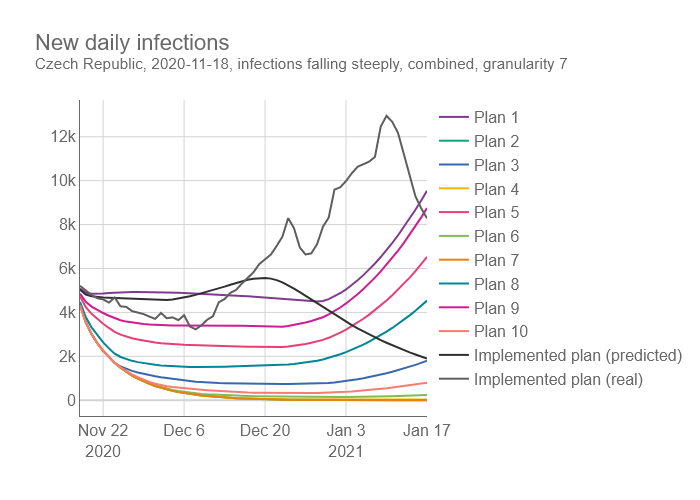 New daily infections
Czech Republic, 2020-11-18, infections falling steeply, combined, granularity 7
12k
10k
8k
6k
4k
2k
0
Nov 22
2020
Dec 6
Dec 20
Jan 3
2021
Jan 17
Plan 1
Plan 2
Plan 3
Plan 4
Plan 5
Plan 6
Plan 7
Plan 8
Plan 9
Plan 10
Implemented plan (predicted)
Implemented plan (real)